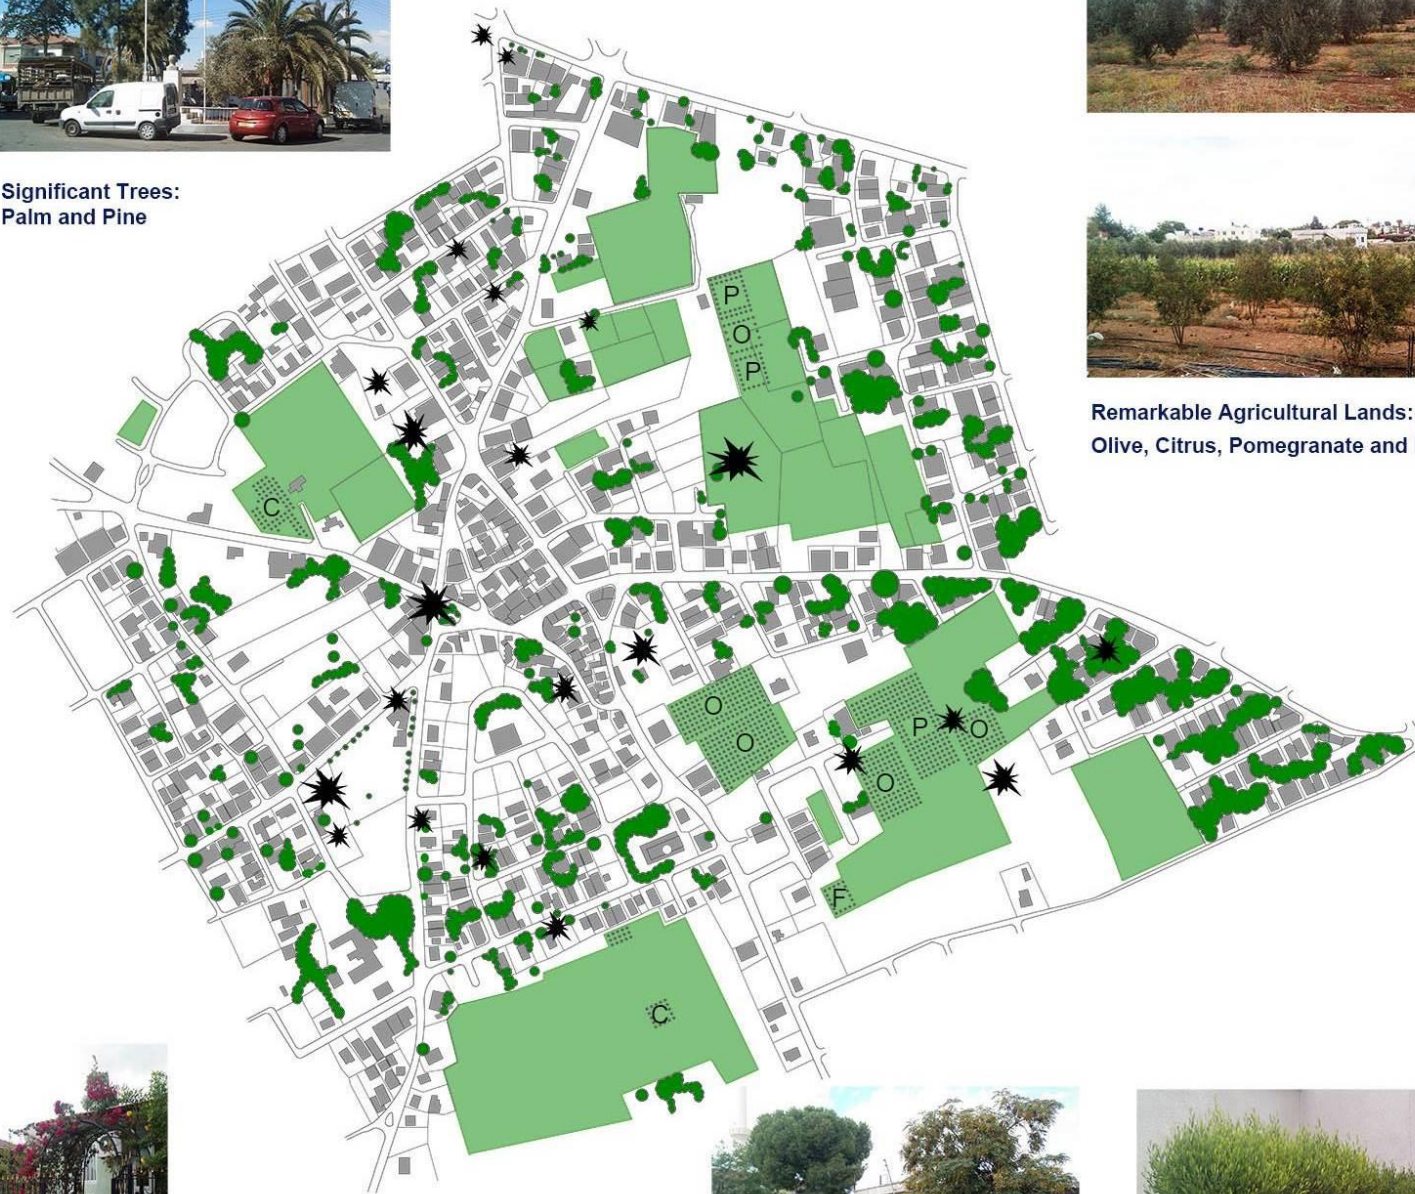 Significant Trees:
Palm and Pine
Remarkable Agricultural Lands:
Olive, Citrus, Pomegranate and
P
O
P
C
O
O
P
O
O
F
C